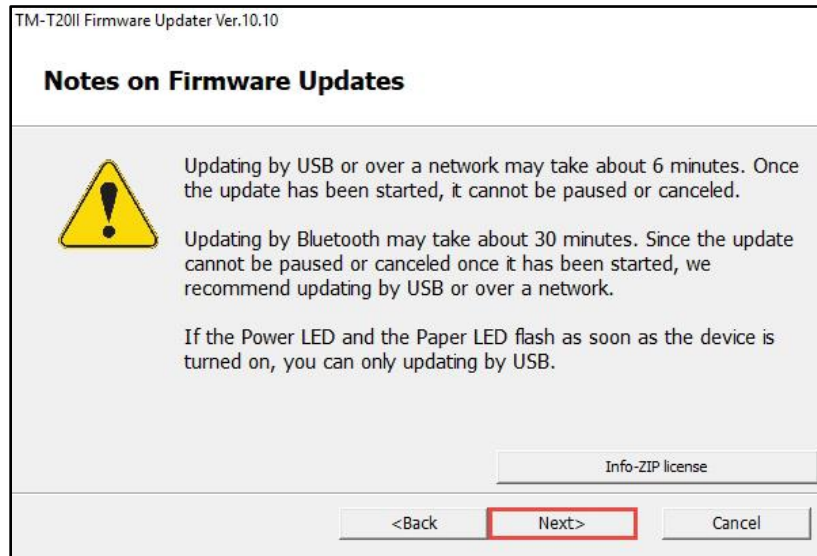 TM-T20II Firmware Updater Ver.10.10
Notes on Firmware Updates
Updating by USB or over a network may take about 6 minutes. Once
the update has been started, it cannot be paused or canceled.
Updating by Bluetooth may take about 30 minutes. Since the update
cannot be paused or canceled once it has been started, we
recommend updating by USB or over a network.
If the Power LED and the Paper LED flash as soon as the device is
turned on, you can only updating by USB.
Info-ZIP license
<Back Next> Cancel